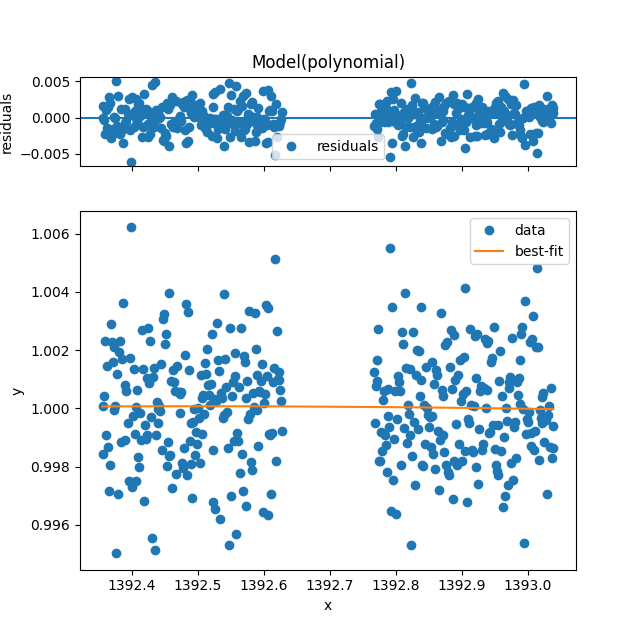 Model(polynomial)
0.005
0.000
−0.005
residuals
residuals
1.006
1.004
1.002
1.000
0.998
0.996
y
data
best-fit
1392.4 1392.5 1392.6 1392.7 1392.8 1392.9 1393.0
x